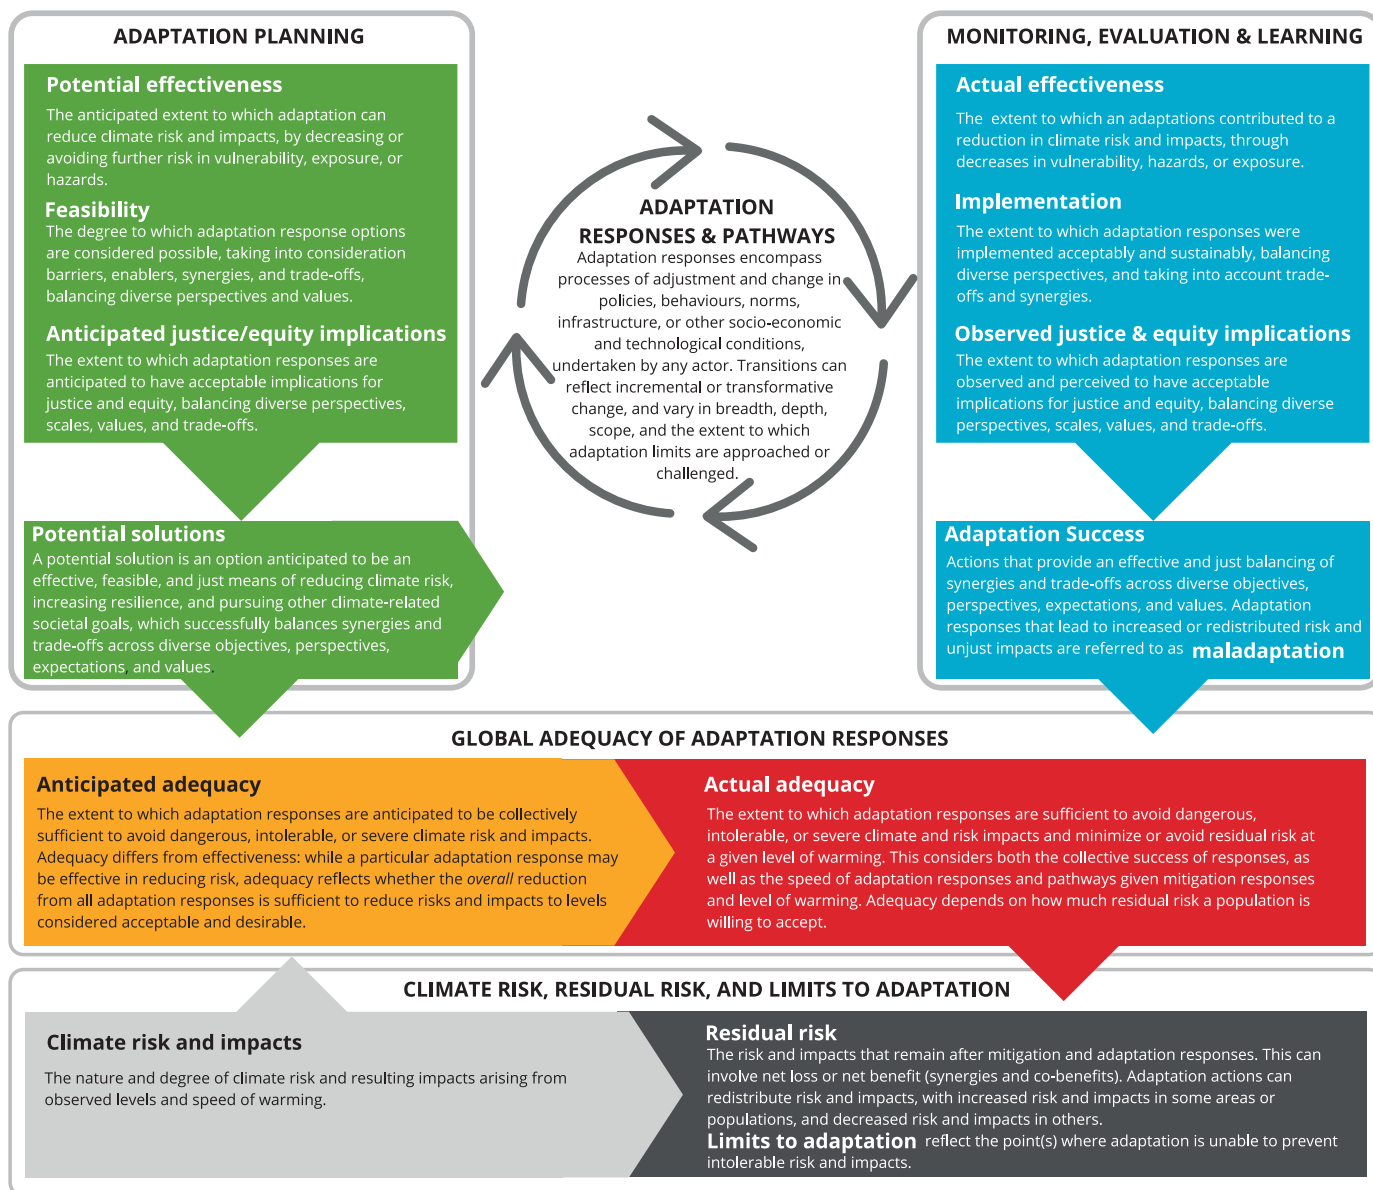 ADAPTATION PLANNING
Potential effectiveness
The anticipated extent to which adaptation can
reduce climate risk and impacts, by decreasing or
avoiding further risk in vulnerability, exposure, or
hazards.
Feasibility
The degree to which adaptation response options
are considered possible, taking into consideration
barriers, enablers, synergies, and trade-offs,
balancing diverse perspectives and values.
Anticipated justice/equity implications
The extent to which adaptation responses are
anticipated to have acceptable implications for
justice and equity, balancing diverse perspectives,
scales, values, and trade-offs.
Potential solutions
A potential solution is an option anticipated to be an
effective, feasible, and just means of reducing climate risk,
increasing resilience, and pursuing other climate-related
societal goals, which successfully balances synergies and
trade-offs across diverse objectives, perspectives,
expectations, and values.
ADAPTATION
RESPONSES & PATHWAYS
Adaptation responses encompass
processes of adjustment and change in
policies, behaviours, norms,
infrastructure, or other socio-economic
and technological conditions,
undertaken by any actor. Transitions can
reflect incremental or transformative
change, and vary in breadth, depth,
scope, and the extent to which
adaptation limits are approached or
challenged.
MONITORING, EVALUATION & LEARNING
Actual effectiveness
The extent to which an adaptations contributed to a
reduction in climate risk and impacts, through
decreases in vulnerability, hazards, or exposure.
Implementation
The extent to which adaptation responses were
implemented acceptably and sustainably, balancing
diverse perspectives, and taking into account trade-
offs and synergies.
Observed justice & equity implications
The extent to which adaptation responses are
observed and perceived to have acceptable
implications for justice and equity, balancing diverse
perspectives, scales, values, and trade-offs.
Adaptation Success
Actions that provide an effective and just balancing of
synergies and trade-offs across diverse objectives,
perspectives, expectations, and values. Adaptation
responses that lead to increased or redistributed risk and
unjust impacts are referred to as maladaptation
GLOBAL ADEQUACY OF ADAPTATION RESPONSES
Anticipated adequacy
The extent to which adaptation responses are anticipated to be collectively
sufficient to avoid dangerous, intolerable, or severe climate risk and impacts.
Adequacy differs from effectiveness: while a particular adaptation response may
be effective in reducing risk, adequacy reflects whether the overall reduction
from all adaptation responses is sufficient to reduce risks and impacts to levels
considered acceptable and desirable.
Actual adequacy
The extent to which adaptation responses are sufficient to avoid dangerous,
intolerable, or severe climate and risk impacts and minimize or avoid residual risk at
a given level of warming. This considers both the collective success of responses, as
well as the speed of adaptation responses and pathways given mitigation responses
and level of warming. Adequacy depends on how much residual risk a population is
willing to accept.
CLIMATE RISK, RESIDUAL RISK, AND LIMITS TO ADAPTATION
Climate risk and impacts
The nature and degree of climate risk and resulting impacts arising from
observed levels and speed of warming.
Residual risk
The risk and impacts that remain after mitigation and adaptation responses. This can
involve net loss or net benefit (synergies and co-benefits). Adaptation actions can
redistribute risk and impacts, with increased risk and impacts in some areas or
populations, and decreased risk and impacts in others.
Limits to adaptation reflect the point(s) where adaptation is unable to prevent
intolerable risk and impacts.